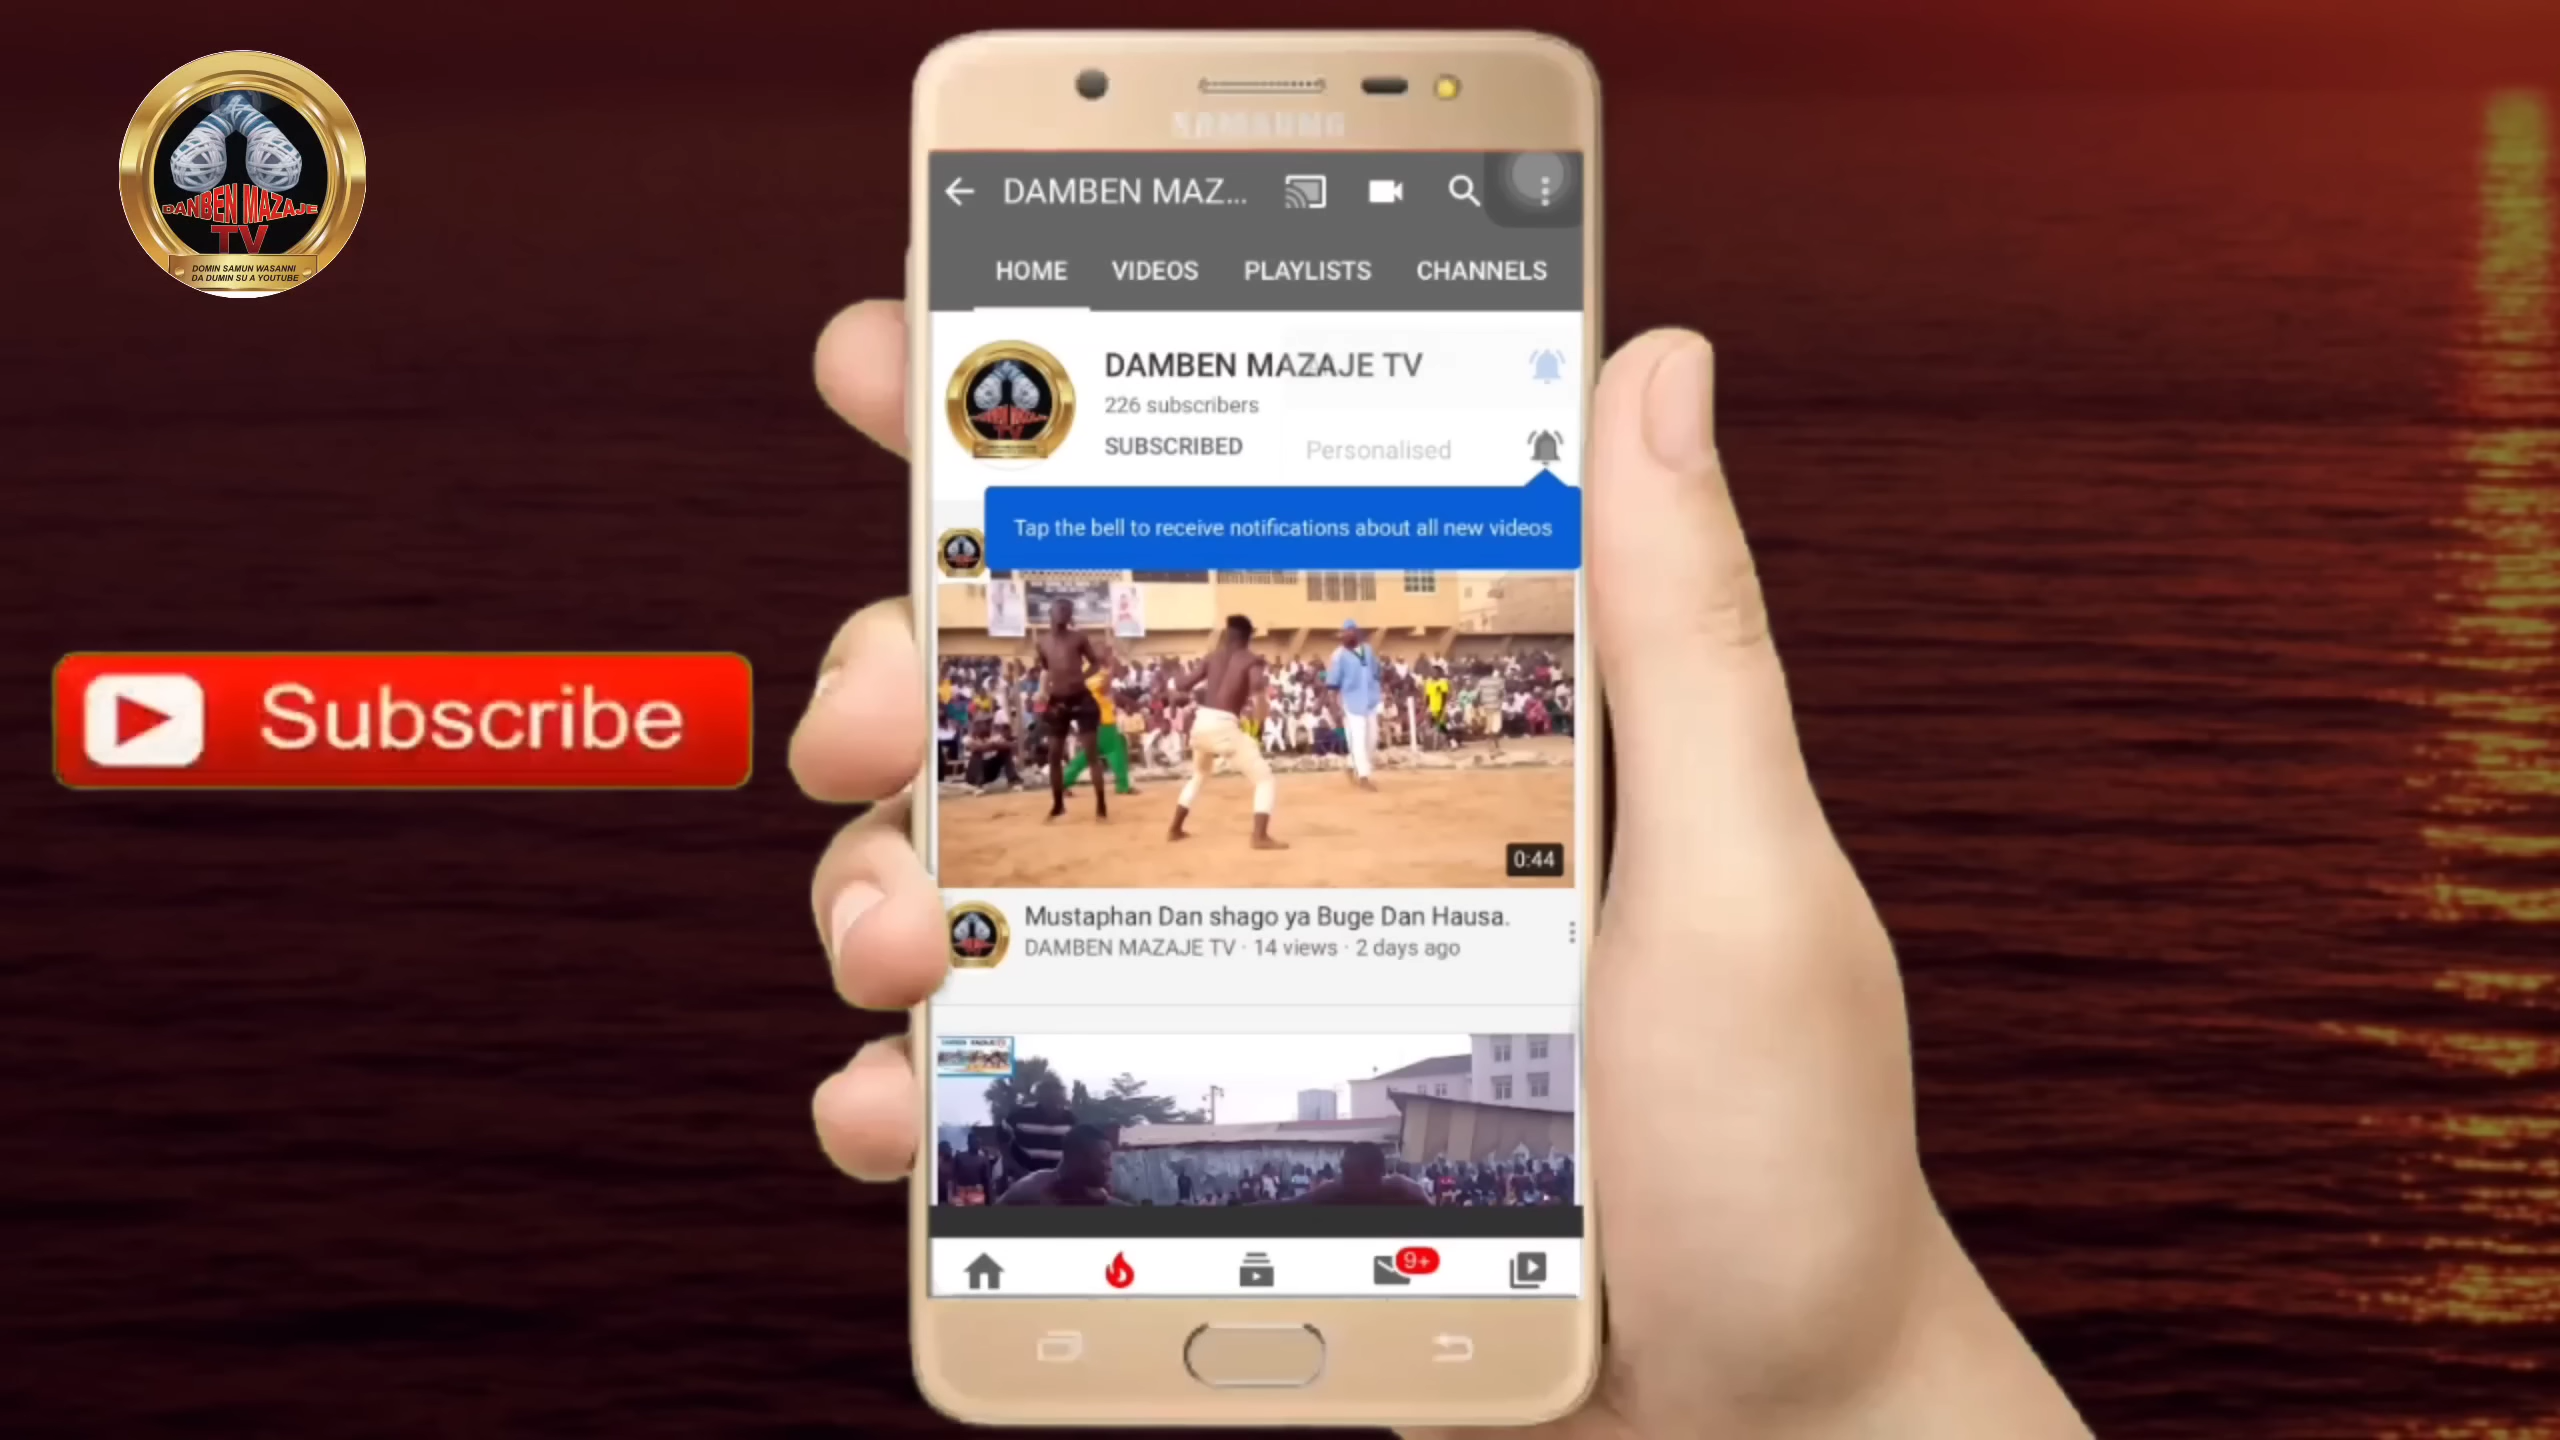 DANBEN MAZAJE
TV
DOMIN SAMUN WASANNI
DA DUMIN SU A YOUTUBE
Subscribe
SAMSUNG
DAMBEN MAZ...
HOME VIDEOS PLAYLISTS CHANNELS
DAMBEN MAZAJE TV
226 subscribers
SUBSCRIBED
Personalised
Tap the bell to receive notifications about all new videos
0:44
Mustaphan Dan shago ya Buge Dan Hausa.
DAMBEN MAZAJE TV · 14 views · 2 days ago
9+